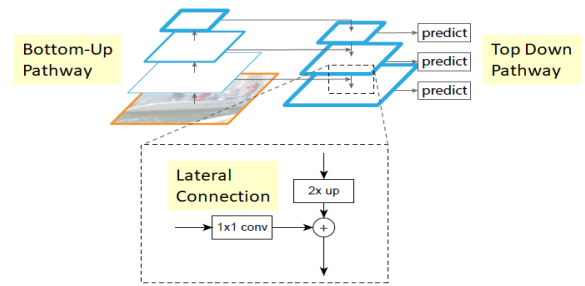 Bottom-Up
Pathway
predict
predict
predict
Top Down
Pathway
Lateral
Connection
2x up
1x1 conv
+